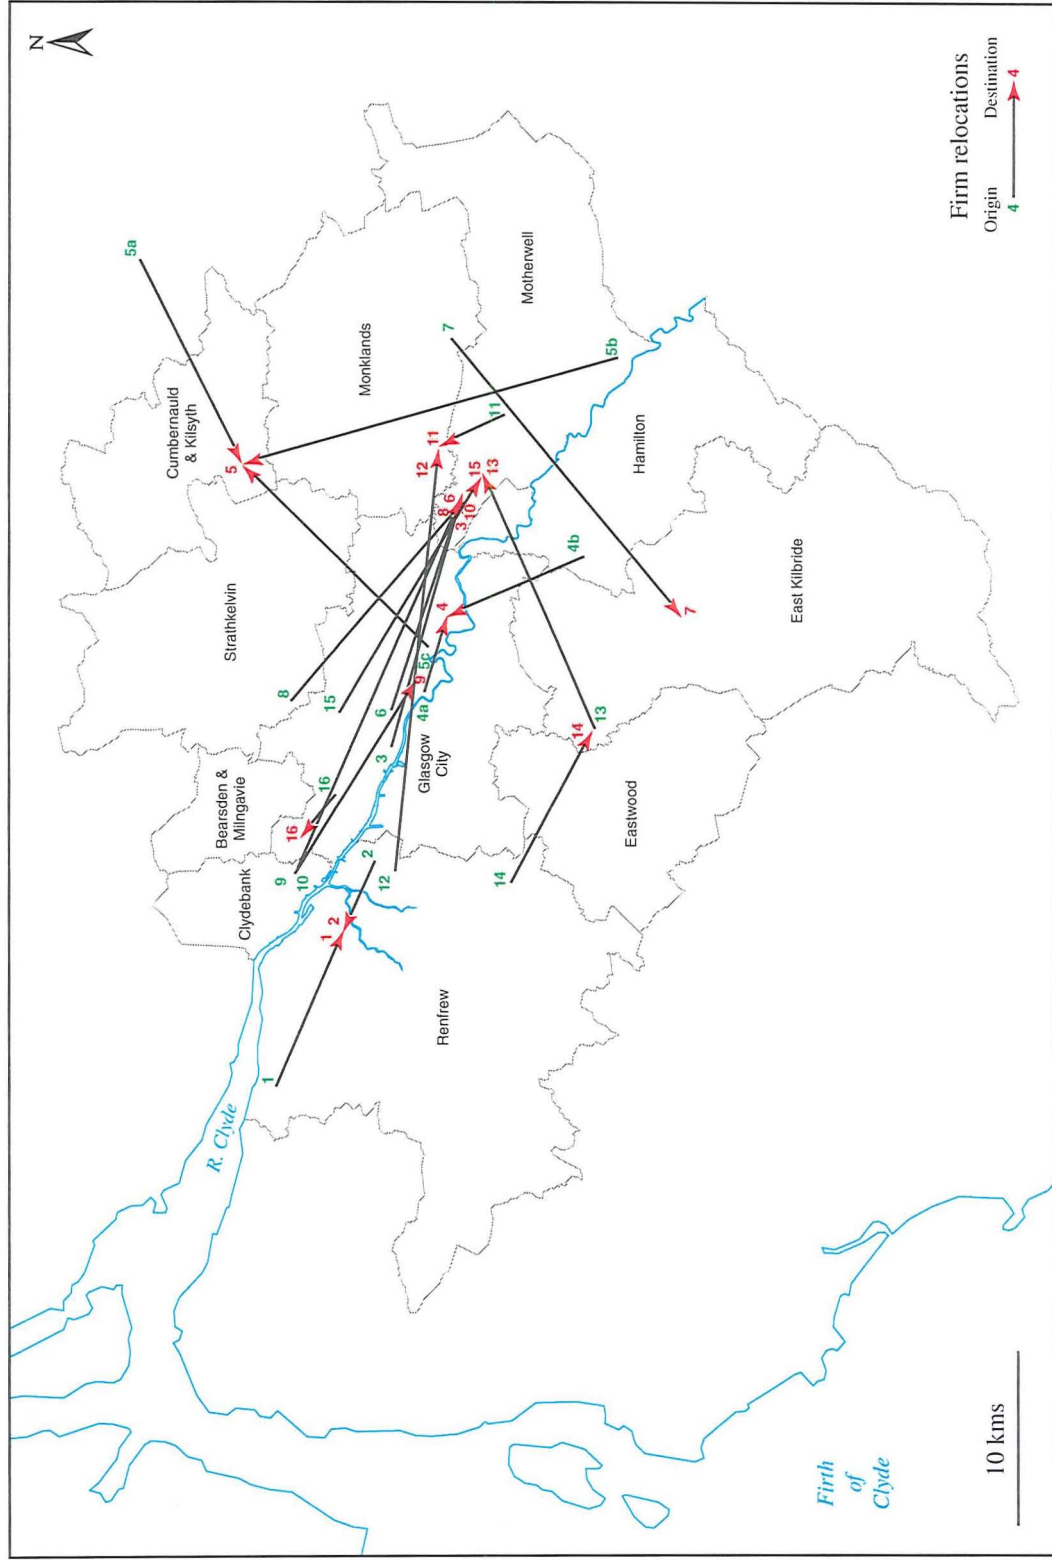 N
5a
Cumbernauld
& Kilsyth
5
Strathkelvin
8
Bearsden &
Milngavie
Clydebank
R. Clyde
1
9
10
16
16
15
Monklands
2
1
2
12
3
6
4a
9
5c
Glasgow
City
4
12
11
8
6
3
10
15
13
11
7
Motherwell
Renfrew
14
14
13
4b
5b
Hamilton
7
Eastwood
East Kilbride
Firth
of
Clyde
10 kms
Firm relocations
Origin
Destination
4
4